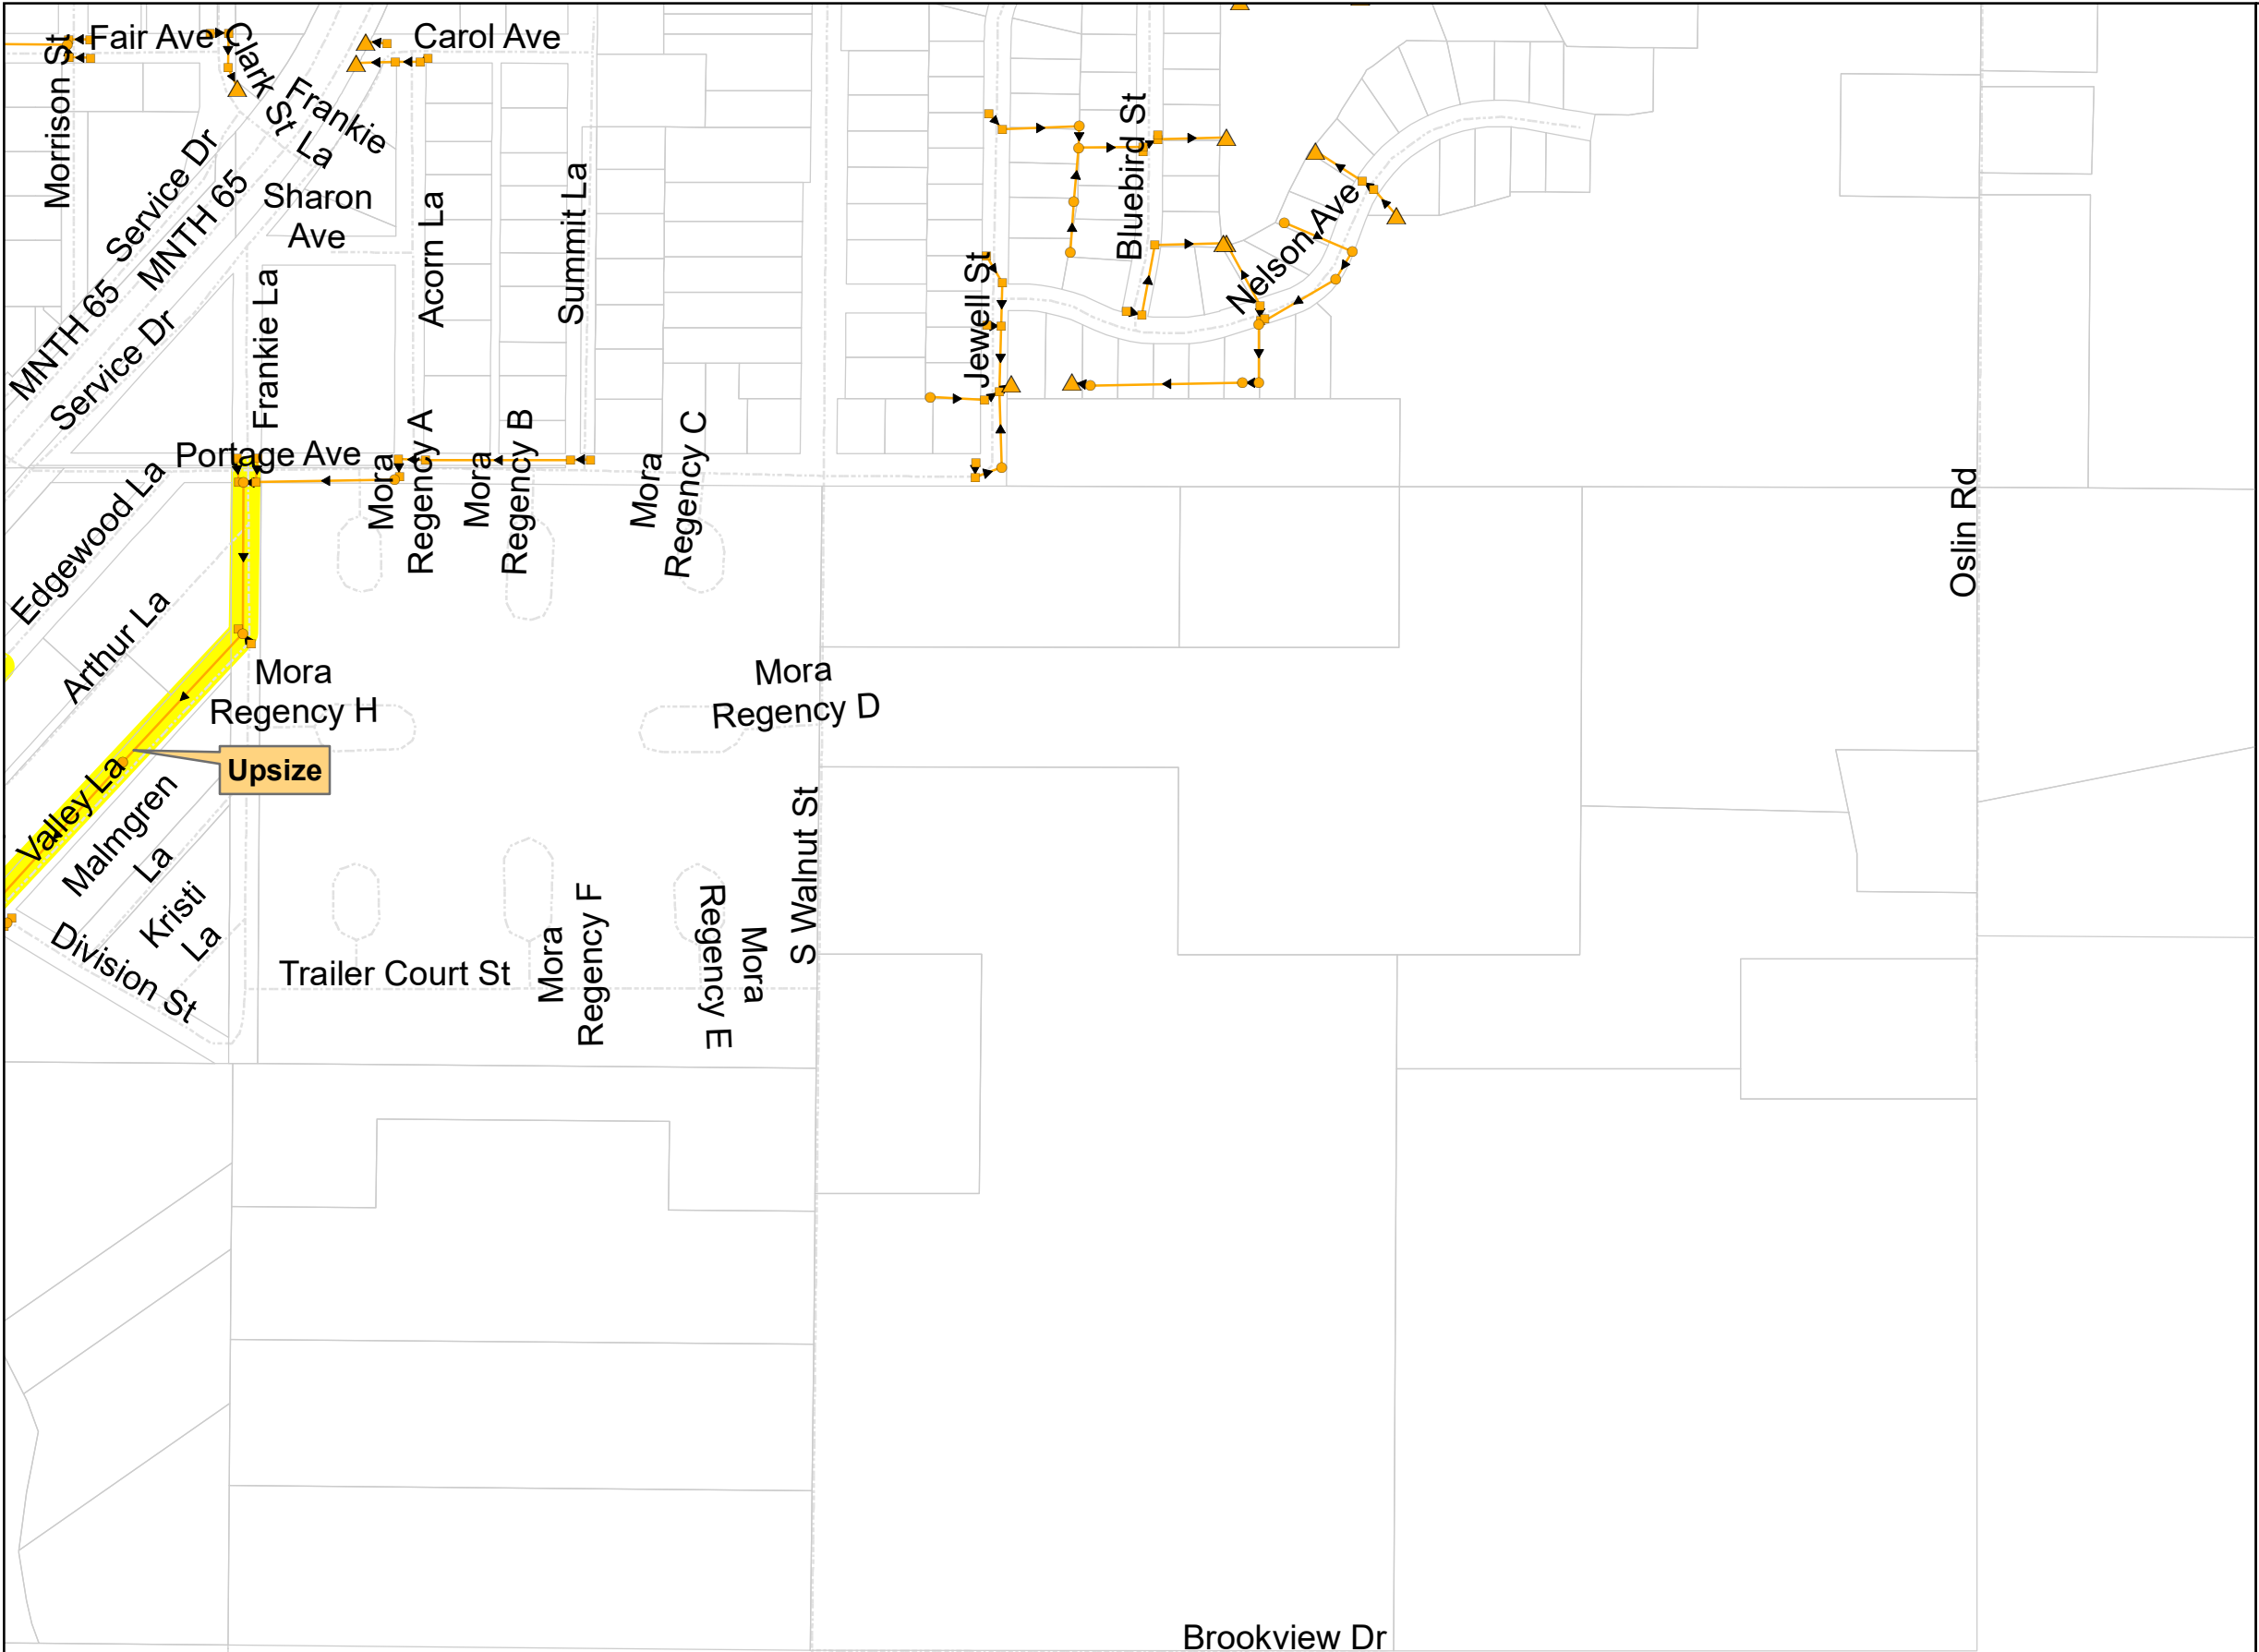 Fair Ave
Clark St
Carol Ave
Morrison St
Frankie
La
Service Dr
MNTH 65
Sharon
Ave
Acorn La
Summit La
Bluebird St
Nelson Ave
Jewell St
MNTH 65
Service Dr
Frankie La
Portage Ave
Mora
Regency A
Mora
Regency B
Mora
Regency C
Oslin Rd
Edgewood La
Arthur La
Mora
Regency H
Mora
Regency D
Upsize
Valley La
Malmgren
La
Kristi
La
Division St
Trailer Court St
Mora
Regency F
Mora
Regency E
S Walnut St
Brookview Dr